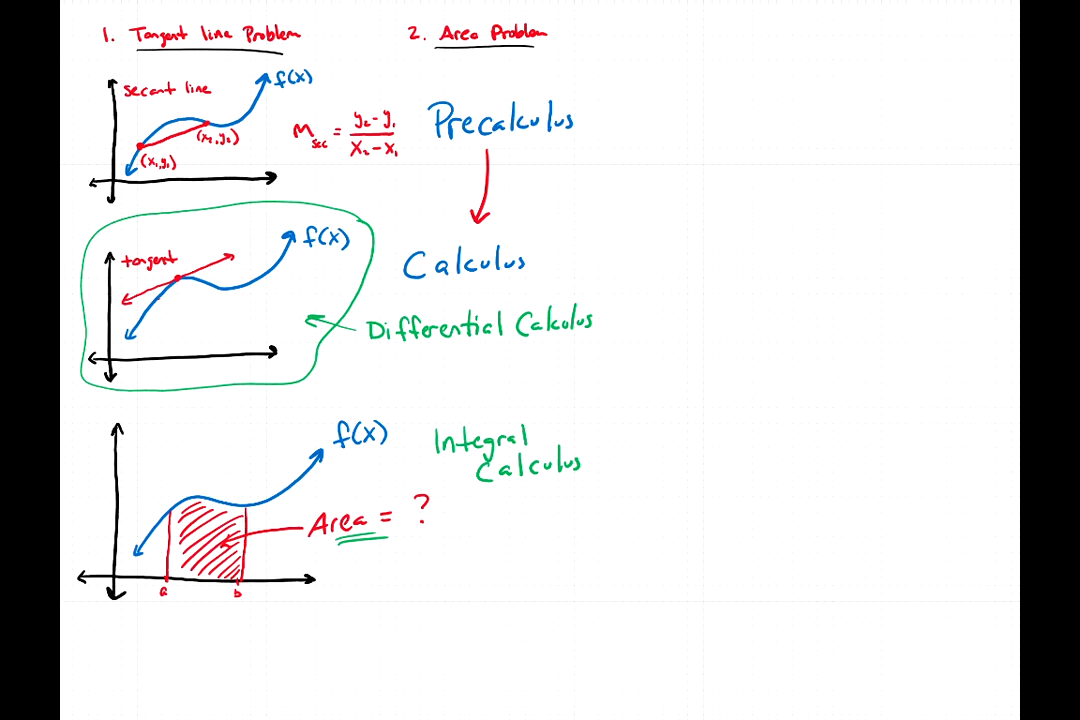 1. Tangent line Problem
2. Area Problem
secant line
f(x)
(x₂,y₂)
(x₁,y₁)
Msec = y₂-y₁
x₂-x₁
Precalculus
tangent
f(x)
Calculus
Differential Calculus
f(x)
Integral
Calculus
Area = ?
a
b